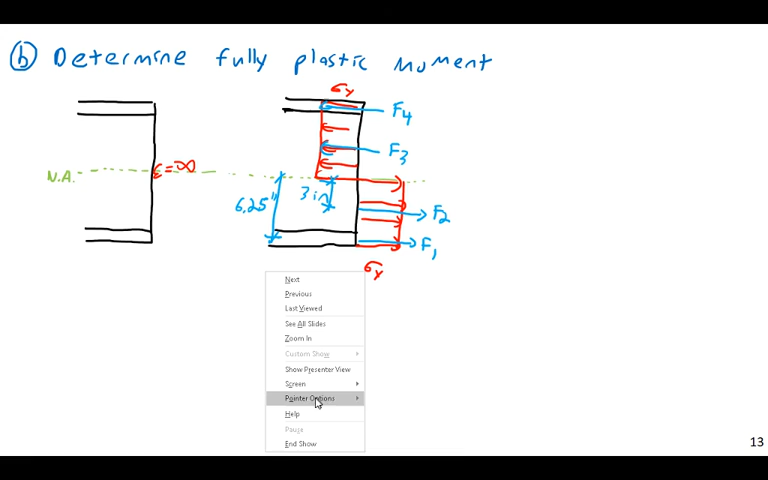 (b) Determine fully plastic moment
σy
F4
ε=∞
F3
N.A.
6.25"
3 in
F2
F1
σy
Next
Previous
Last Viewed
See All Slides
Zoom In
Custom Show
Show Presenter View
Screen
Pointer Options
Help
Pause
End Show
13